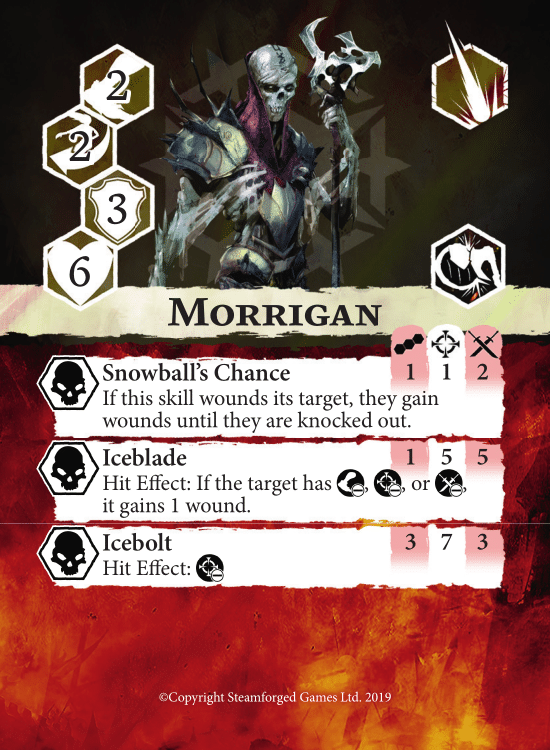 2
2
3
6
Morrigan
Snowball's Chance 1 1 2
If this skill wounds its target, they gain
wounds until they are knocked out.
Iceblade 1 5 5
Hit Effect: If the target has , , or ,
it gains 1 wound.
Icebolt 3 7 3
Hit Effect:
©Copyright Steamforged Games Ltd. 2019